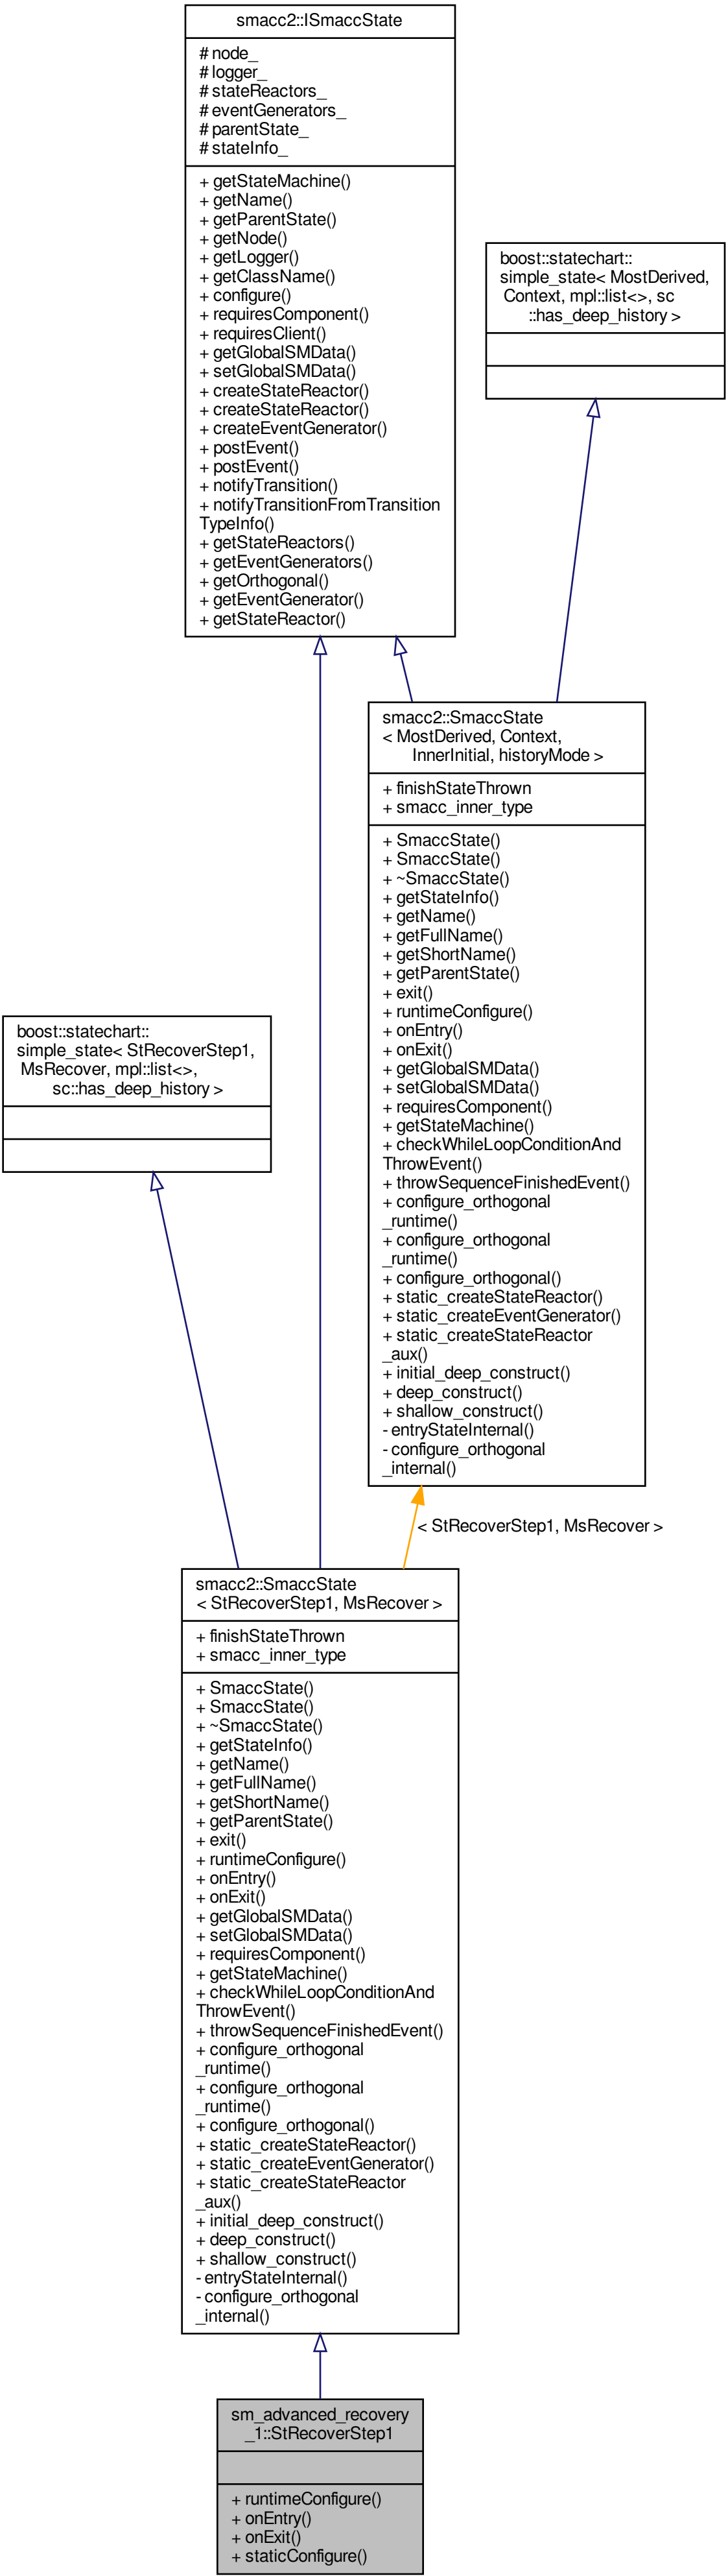 smacc2::ISmaccState
# node_
# logger_
# stateReactors_
# eventGenerators_
# parentState_
# stateInfo_
+ getStateMachine()
+ getName()
+ getParentState()
+ getNode()
+ getLogger()
+ getClassName()
+ configure()
+ requiresComponent()
+ requiresClient()
+ getGlobalSMData()
+ setGlobalSMData()
+ createStateReactor()
+ createStateReactor()
+ createEventGenerator()
+ postEvent()
+ postEvent()
+ notifyTransition()
+ notifyTransitionFromTransition
TypeInfo()
+ getStateReactors()
+ getEventGenerators()
+ getOrthogonal()
+ getEventGenerator()
+ getStateReactor()
boost::statechart::
simple_state< MostDerived,
Context, mpl::list<>, sc
::has_deep_history >
smacc2::SmaccState
< MostDerived, Context,
InnerInitial, historyMode >
+ finishStateThrown
+ smacc_inner_type
+ SmaccState()
+ SmaccState()
+ ~SmaccState()
+ getStateInfo()
+ getName()
+ getFullName()
+ getShortName()
+ getParentState()
+ exit()
+ runtimeConfigure()
+ onEntry()
+ onExit()
+ getGlobalSMData()
+ setGlobalSMData()
+ requiresComponent()
+ getStateMachine()
+ checkWhileLoopConditionAnd
ThrowEvent()
+ throwSequenceFinishedEvent()
+ configure_orthogonal
_runtime()
+ configure_orthogonal
_runtime()
+ configure_orthogonal()
+ static_createStateReactor()
+ static_createEventGenerator()
+ static_createStateReactor
_aux()
+ initial_deep_construct()
+ deep_construct()
+ shallow_construct()
- entryStateInternal()
- configure_orthogonal
_internal()
boost::statechart::
simple_state< StRecoverStep1,
MsRecover, mpl::list<>,
sc::has_deep_history >
< StRecoverStep1, MsRecover >
smacc2::SmaccState
< StRecoverStep1, MsRecover >
+ finishStateThrown
+ smacc_inner_type
+ SmaccState()
+ SmaccState()
+ ~SmaccState()
+ getStateInfo()
+ getName()
+ getFullName()
+ getShortName()
+ getParentState()
+ exit()
+ runtimeConfigure()
+ onEntry()
+ onExit()
+ getGlobalSMData()
+ setGlobalSMData()
+ requiresComponent()
+ getStateMachine()
+ checkWhileLoopConditionAnd
ThrowEvent()
+ throwSequenceFinishedEvent()
+ configure_orthogonal
_runtime()
+ configure_orthogonal
_runtime()
+ configure_orthogonal()
+ static_createStateReactor()
+ static_createEventGenerator()
+ static_createStateReactor
_aux()
+ initial_deep_construct()
+ deep_construct()
+ shallow_construct()
- entryStateInternal()
- configure_orthogonal
_internal()
sm_advanced_recovery
_1::StRecoverStep1
+ runtimeConfigure()
+ onEntry()
+ onExit()
+ staticConfigure()